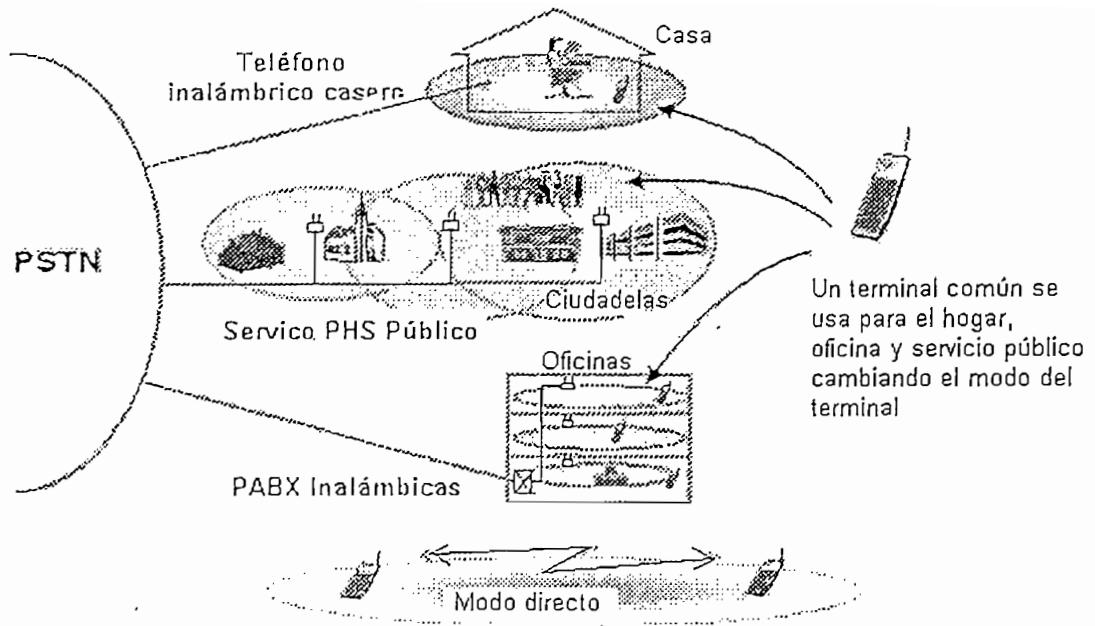 Casa
Teléfono
inalámbrico casero
PSTN
Ciudadelas
Servico PHS Público
Un terminal común se
usa para el hogar,
oficina y servicio público
cambiando el modo del
terminal
Oficinas
PABX Inalámbicas
Modo directo